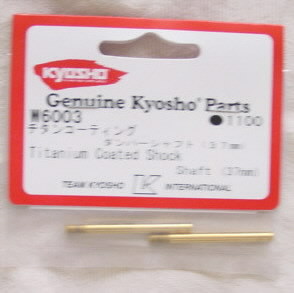 KYOSHO
Genuine Kyosho Parts
W6003 ●1100
チタンコーティング
ダンパーシャフト(37mm)
Titanium Coated Shock
Shaft (37mm)
TEAM KYOSHO K INTERNATIONAL